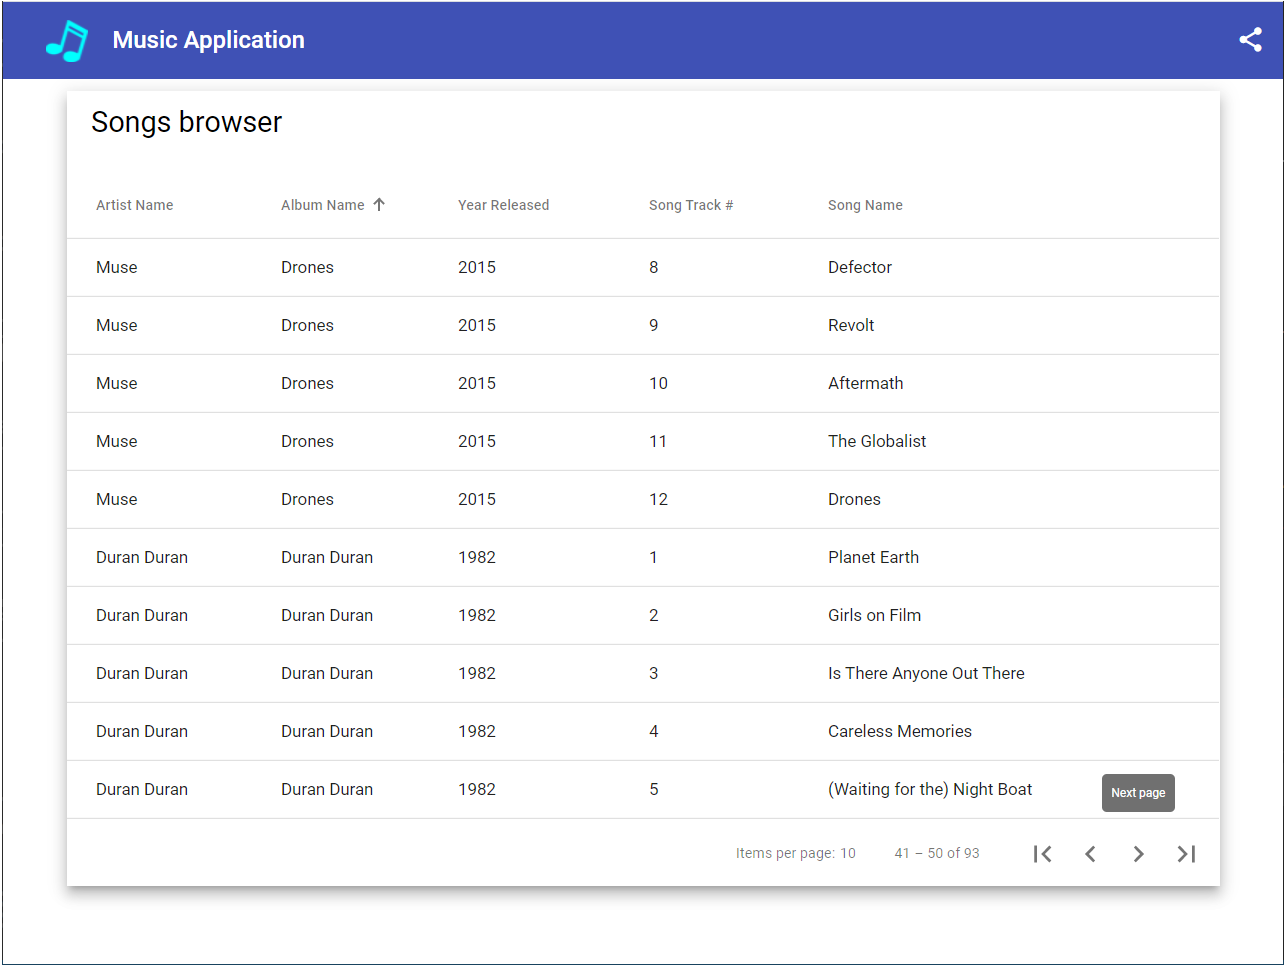 Music Application
Songs browser
Artist Name Album Name Year Released Song Track # Song Name
Muse Drones 2015 8 Defector
Muse Drones 2015 9 Revolt
Muse Drones 2015 10 Aftermath
Muse Drones 2015 11 The Globalist
Muse Drones 2015 12 Drones
Duran Duran Duran Duran 1982 1 Planet Earth
Duran Duran Duran Duran 1982 2 Girls on Film
Duran Duran Duran Duran 1982 3 Is There Anyone Out There
Duran Duran Duran Duran 1982 4 Careless Memories
Duran Duran Duran Duran 1982 5 (Waiting for the) Night Boat
Next page
Items per page: 10 41 – 50 of 93